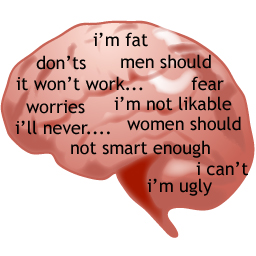 i'm fat
don'ts men should
it won't work... fear
worries i'm not likable
i'll never.... women should
not smart enough
i can't
i'm ugly